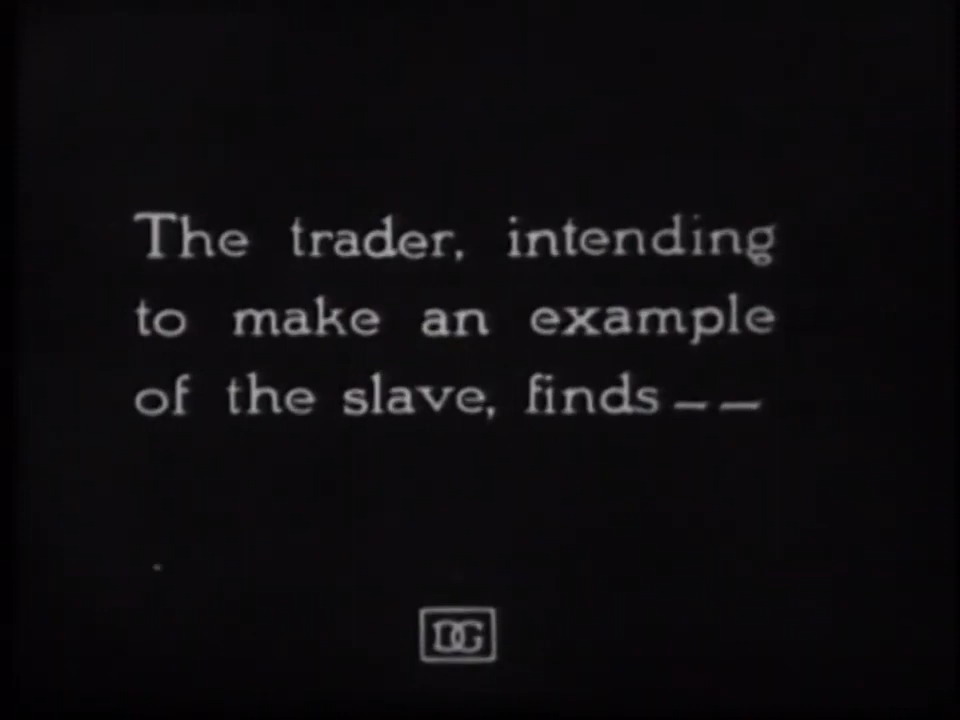 The trader, intending
to make an example
of the slave, finds — —
DG